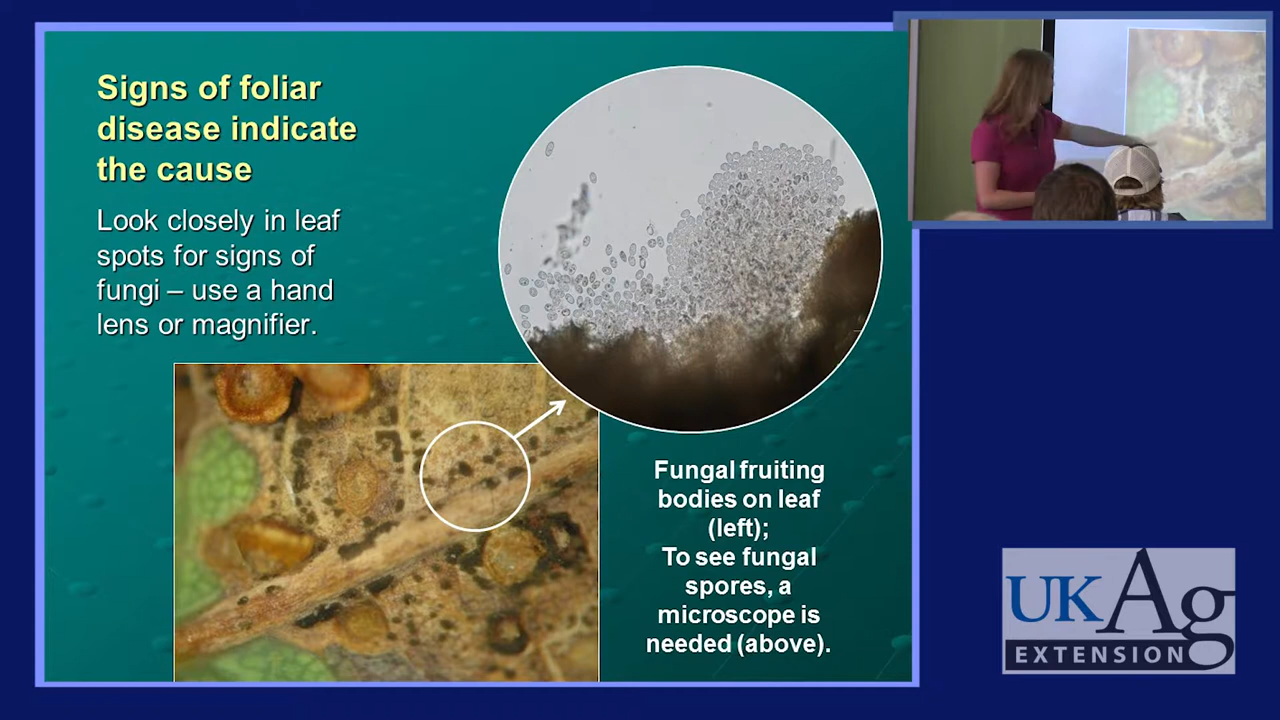 Signs of foliar
disease indicate
the cause
Look closely in leaf
spots for signs of
fungi – use a hand
lens or magnifier.
Fungal fruiting
bodies on leaf
(left);
To see fungal
spores, a
microscope is
needed (above).
UKAg
EXTENSION